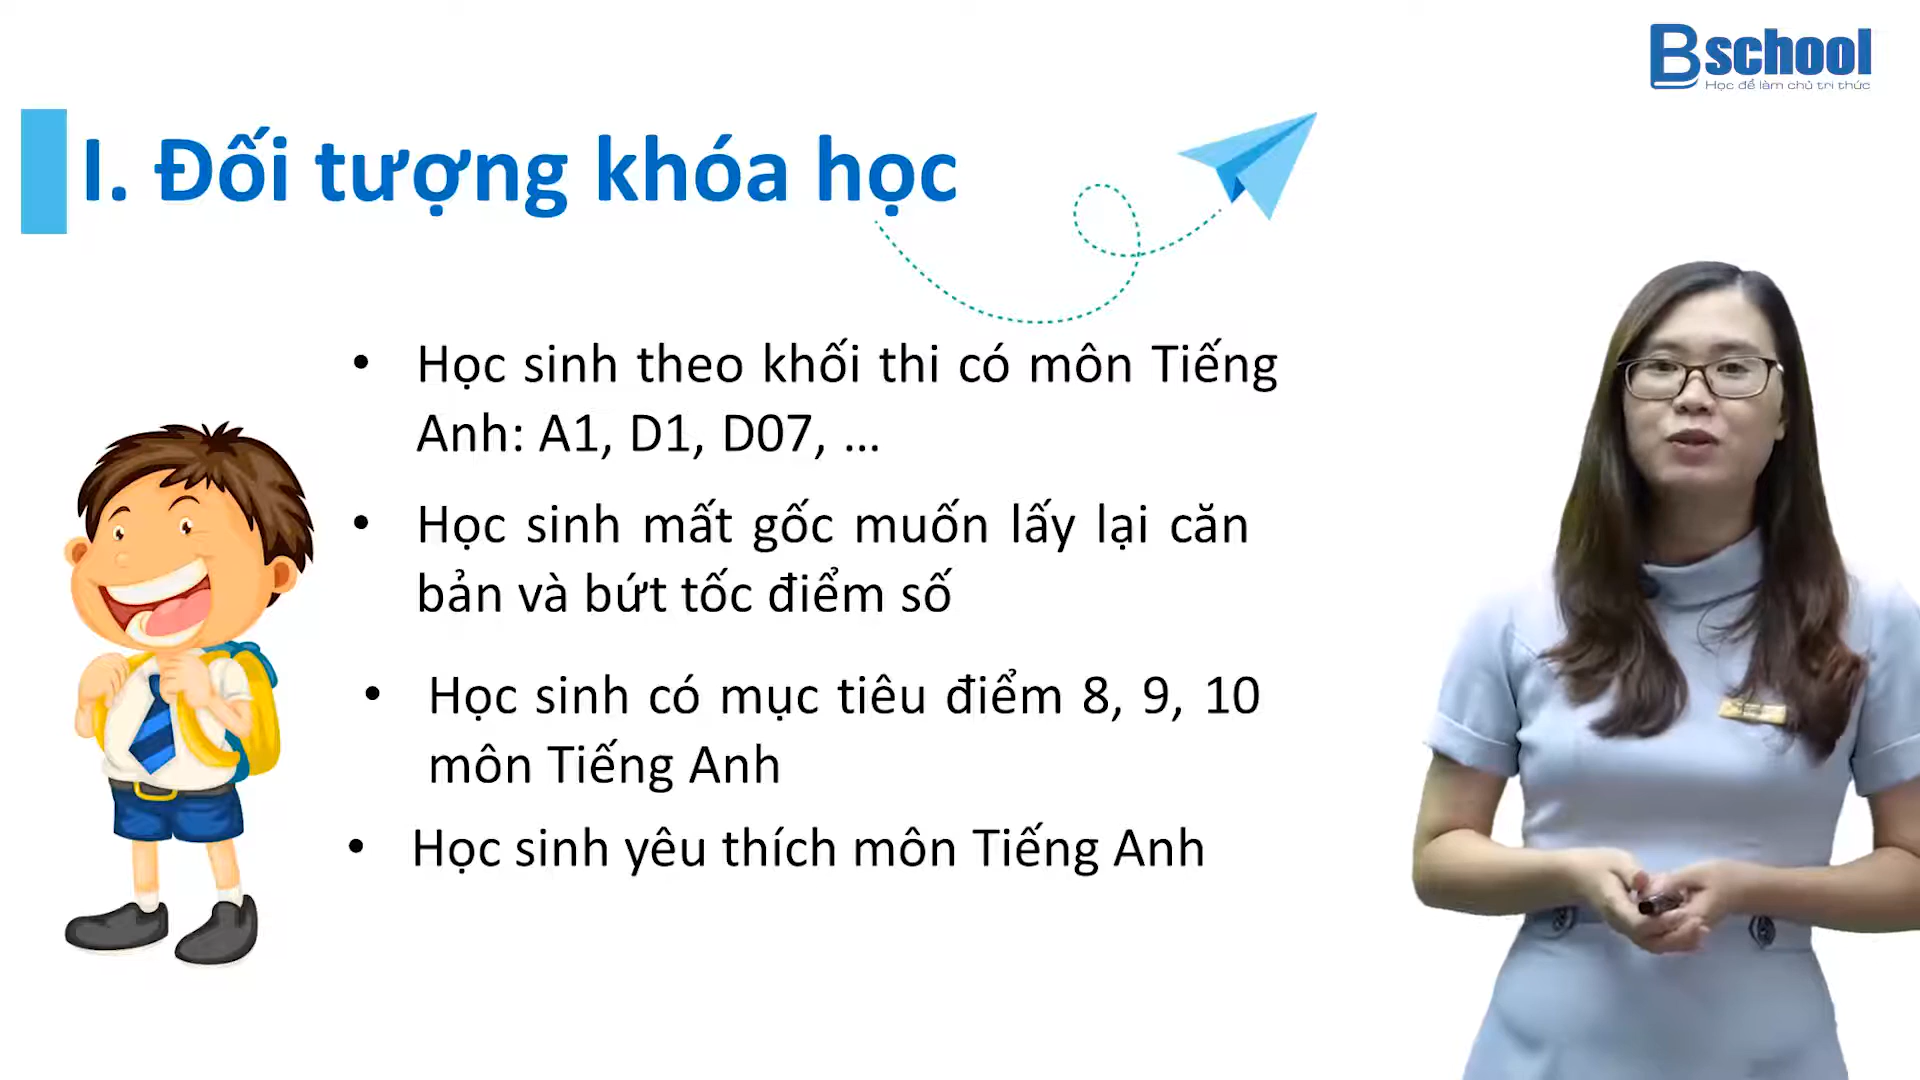 Bschool
Học để làm chủ tri thức
I. Đối tượng khóa học
• Học sinh theo khối thi có môn Tiếng
Anh: A1, D1, D07, ...
• Học sinh mất gốc muốn lấy lại căn
bản và bứt tốc điểm số
• Học sinh có mục tiêu điểm 8, 9, 10
môn Tiếng Anh
• Học sinh yêu thích môn Tiếng Anh